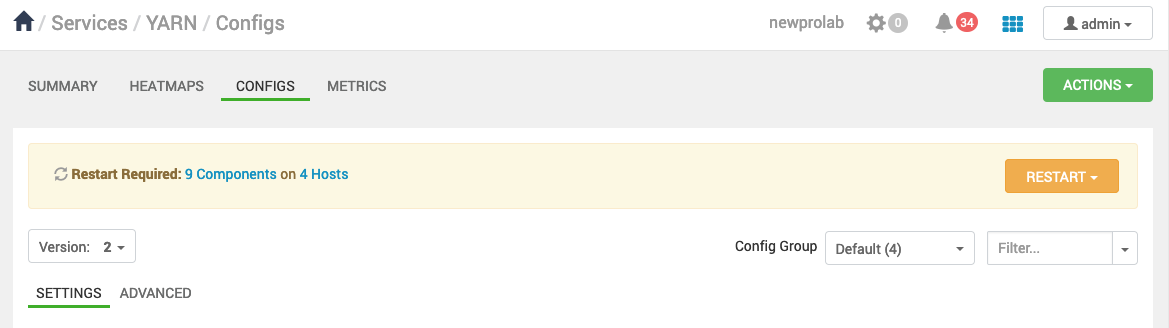 / Services / YARN / Configs newprolab 0 34 admin
SUMMARY HEATMAPS CONFIGS METRICS ACTIONS
Restart Required: 9 Components on 4 Hosts RESTART
Version: 2 Config Group Default (4) Filter...
SETTINGS ADVANCED